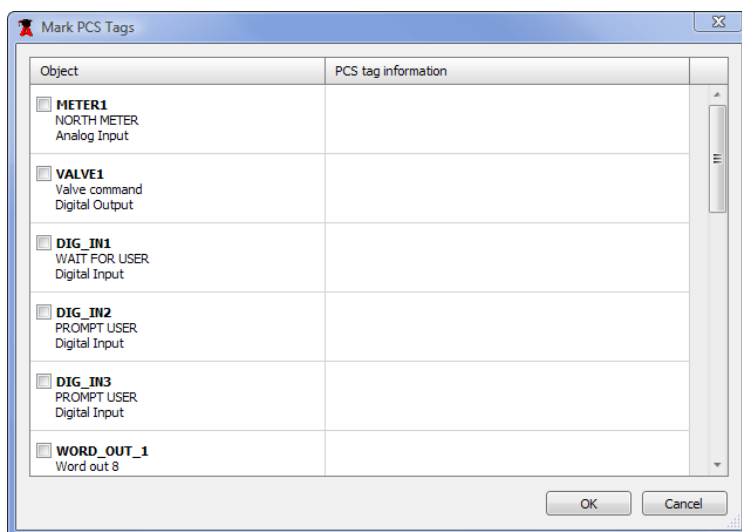 Mark PCS Tags
Object PCS tag information
METER1
NORTH METER
Analog Input
VALVE1
Valve command
Digital Output
DIG_IN1
WAIT FOR USER
Digital Input
DIG_IN2
PROMPT USER
Digital Input
DIG_IN3
PROMPT USER
Digital Input
WORD_OUT_1
Word out 8
OK Cancel